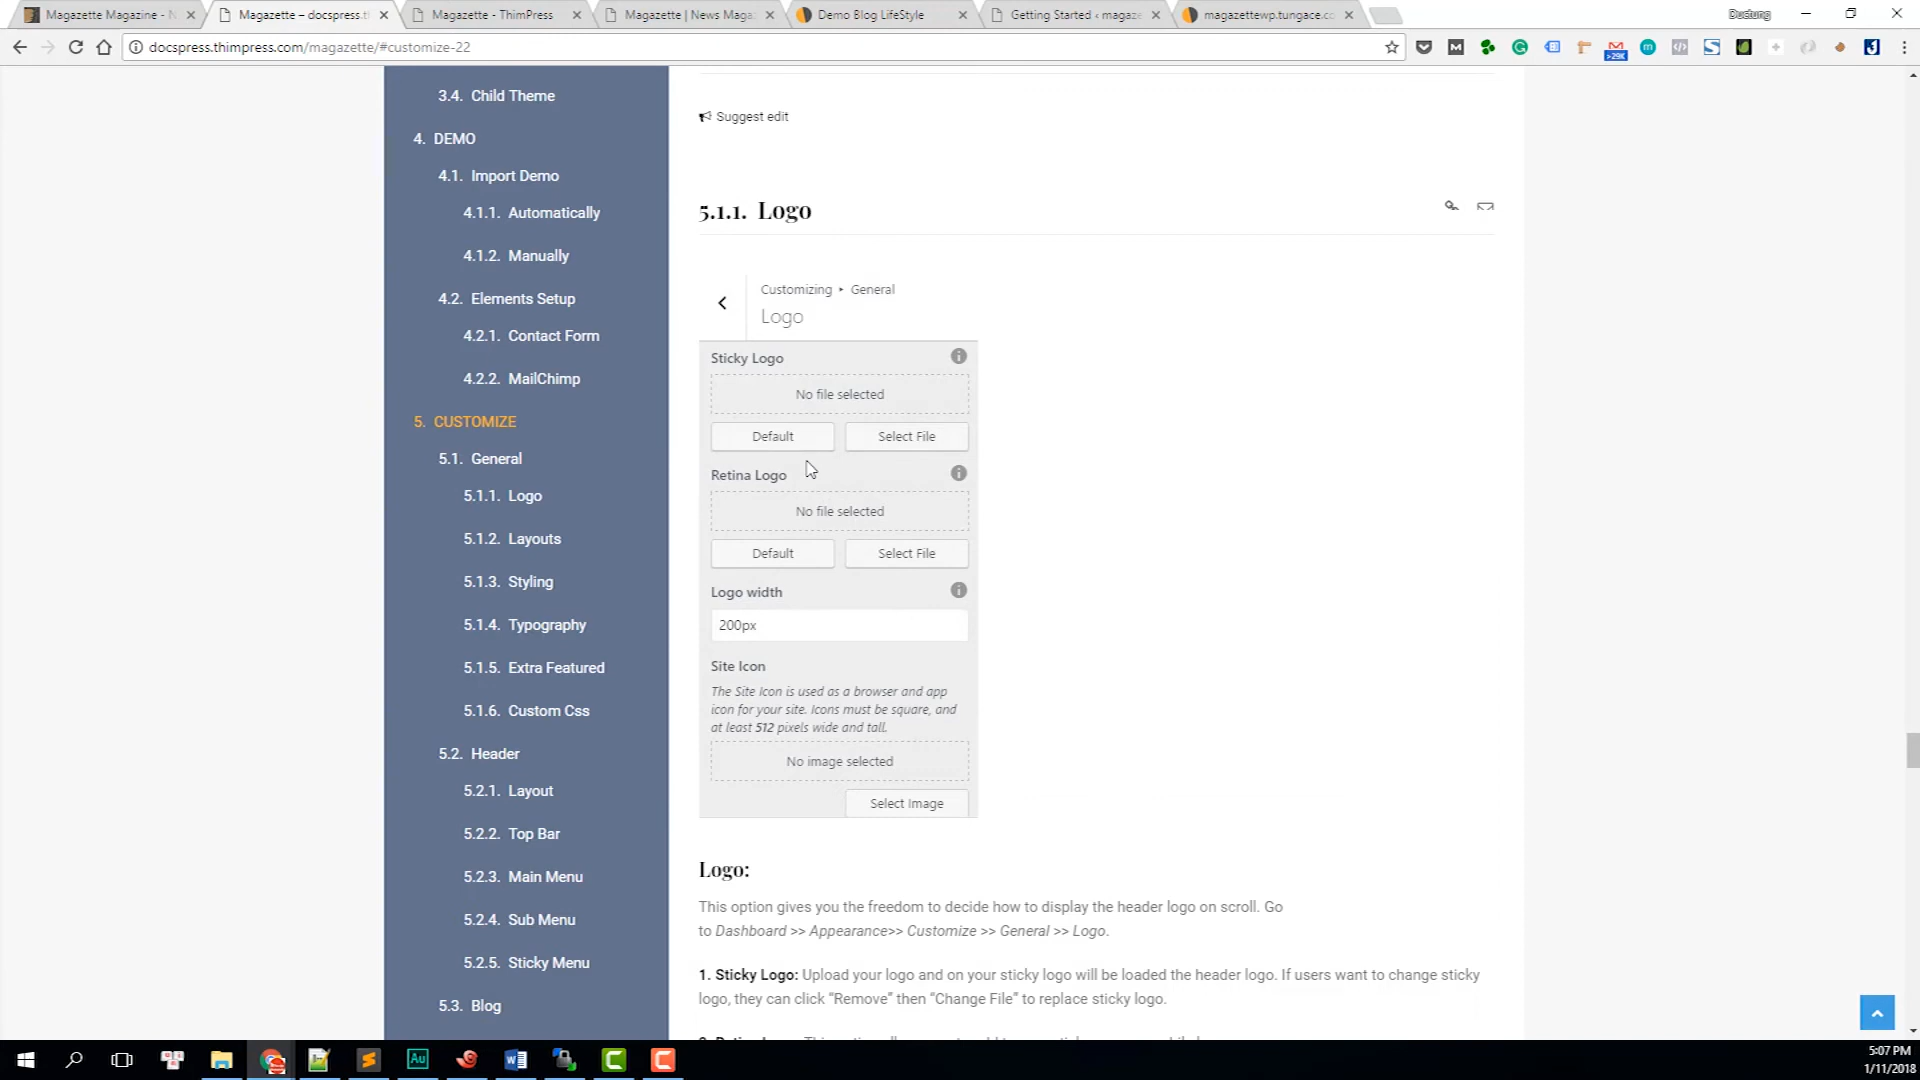 Magazette Magazine - N
Magazette – docspress.tl
Magazette - ThimPress
Magazette | News Maga
Demo Blog LifeStyle
Getting Started ‹ magaze
magazettewp.tungace.co
Ductung
docspress.thimpress.com/magazette/#customize-22
3.4. Child Theme
4. DEMO
4.1. Import Demo
4.1.1. Automatically
4.1.2. Manually
4.2. Elements Setup
4.2.1. Contact Form
4.2.2. MailChimp
5. CUSTOMIZE
5.1. General
5.1.1. Logo
5.1.2. Layouts
5.1.3. Styling
5.1.4. Typography
5.1.5. Extra Featured
5.1.6. Custom Css
5.2. Header
5.2.1. Layout
5.2.2. Top Bar
5.2.3. Main Menu
5.2.4. Sub Menu
5.2.5. Sticky Menu
5.3. Blog
Suggest edit
5.1.1. Logo
Customizing ▸ General
Logo
Sticky Logo
No file selected
Default
Select File
Retina Logo
No file selected
Default
Select File
Logo width
200px
Site Icon
The Site Icon is used as a browser and app
icon for your site. Icons must be square, and
at least 512 pixels wide and tall.
No image selected
Select Image
Logo:
This option gives you the freedom to decide how to display the header logo on scroll. Go
to Dashboard >> Appearance>> Customize >> General >> Logo.
1. Sticky Logo: Upload your logo and on your sticky logo will be loaded the header logo. If users want to change sticky
logo, they can click “Remove” then “Change File” to replace sticky logo.
5:07 PM
1/11/2018